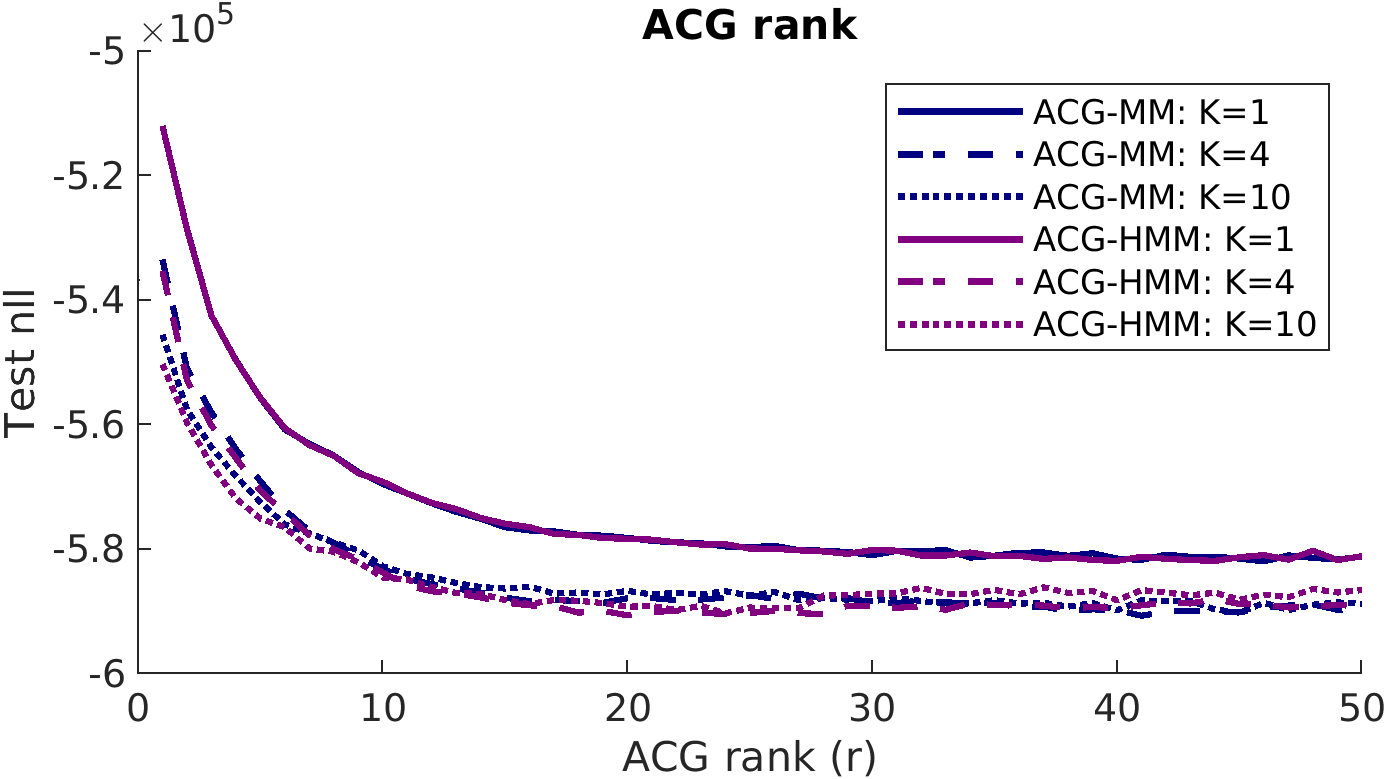 ACG rank
×10^5
-5
-5.2
-5.4
-5.6
-5.8
-6
Test nll
0 10 20 30 40 50
ACG rank (r)
ACG-MM: K=1
ACG-MM: K=4
ACG-MM: K=10
ACG-HMM: K=1
ACG-HMM: K=4
ACG-HMM: K=10